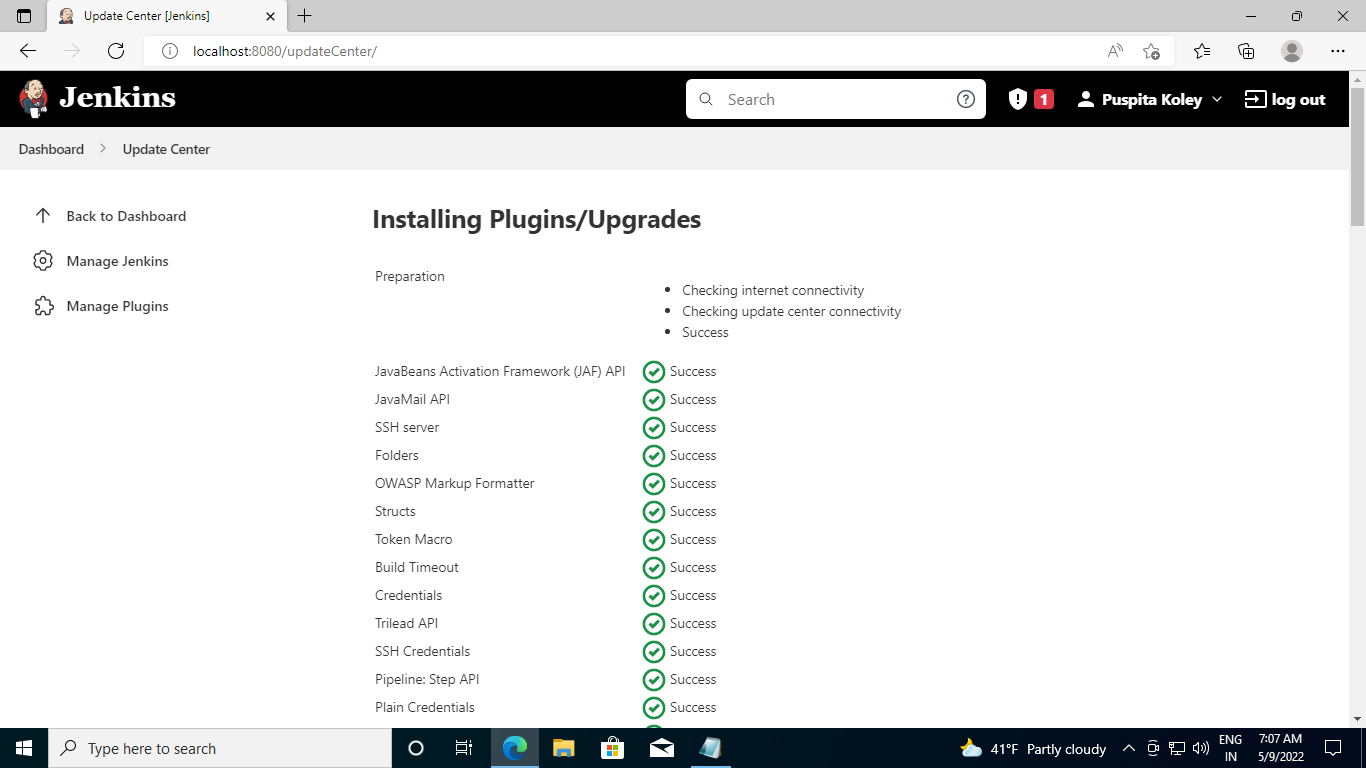 Update Center [Jenkins]
localhost:8080/updateCenter/
Jenkins
Search
1
Puspita Koley
log out
Dashboard
Update Center
Back to Dashboard
Manage Jenkins
Manage Plugins
Installing Plugins/Upgrades
Preparation
Checking internet connectivity
Checking update center connectivity
Success
JavaBeans Activation Framework (JAF) API Success
JavaMail API Success
SSH server Success
Folders Success
OWASP Markup Formatter Success
Structs Success
Token Macro Success
Build Timeout Success
Credentials Success
Trilead API Success
SSH Credentials Success
Pipeline: Step API Success
Plain Credentials Success
Type here to search
41°F Partly cloudy
ENG
IN
7:07 AM
5/9/2022